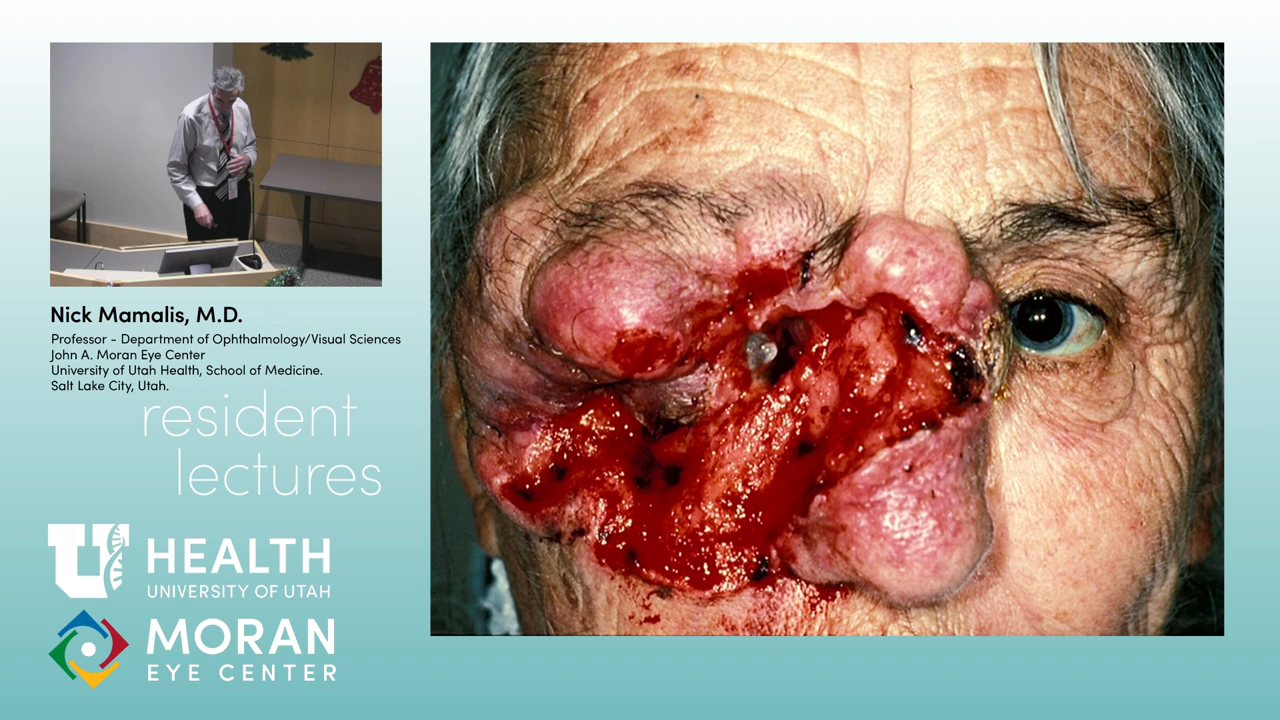 Nick Mamalis, M.D.
Professor - Department of Ophthalmology/Visual Sciences
John A. Moran Eye Center
University of Utah Health, School of Medicine.
Salt Lake City, Utah.
resident
lectures
U
HEALTH
UNIVERSITY OF UTAH
MORAN
EYE CENTER